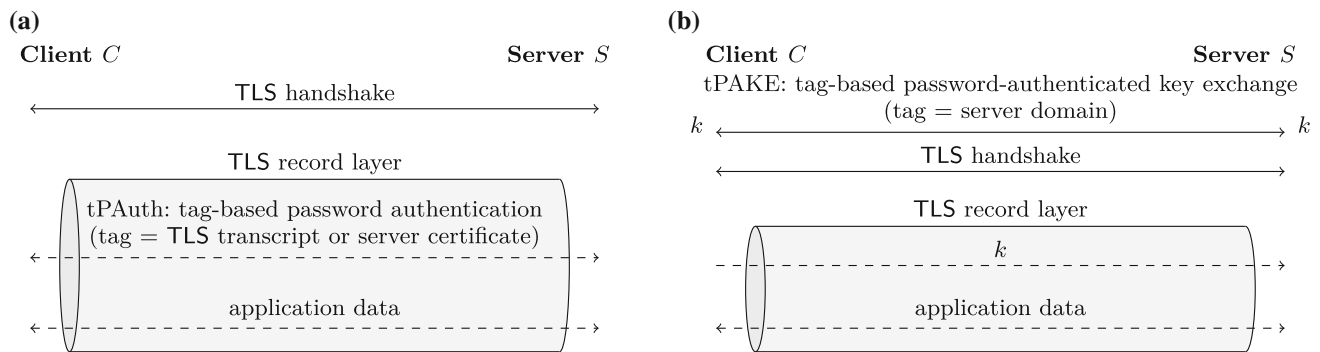 (a)
Client C Server S
TLS handshake
TLS record layer
tPAuth: tag-based password authentication
(tag = TLS transcript or server certificate)
application data
(b)
Client C Server S
tPAKE: tag-based password-authenticated key exchange
(tag = server domain)
k k
TLS handshake
TLS record layer
k
application data